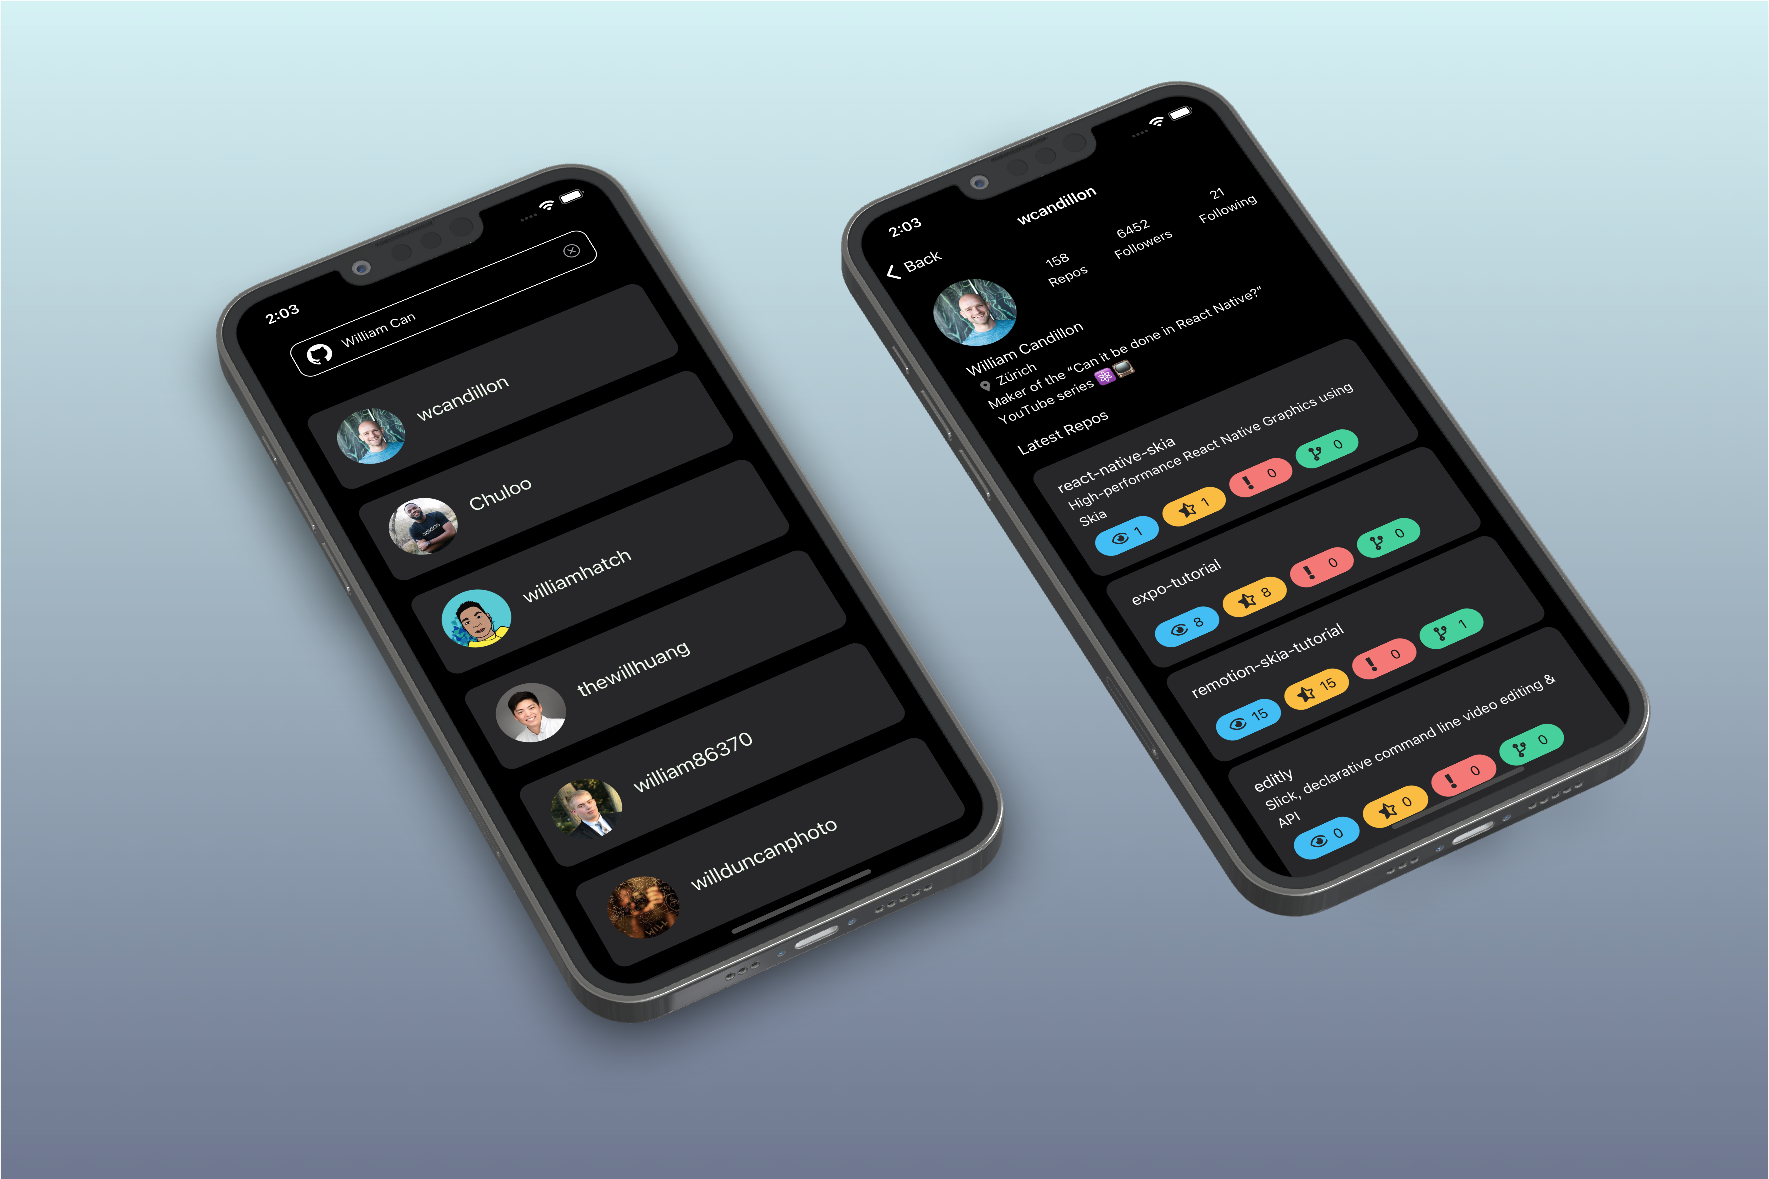 2:03
William Can
wcandillon
Chuloo
williamhatch
thewillhuang
william86370
willduncanphoto
2:03
wcandillon
Back
158
Repos
6452
Followers
21
Following
William Candillon
Zürich
Maker of the “Can it be done in React Native?”
YouTube series
Latest Repos
react-native-skia
High-performance React Native Graphics using
Skia
1 1 0 0
expo-tutorial
8 8 0 0
remotion-skia-tutorial
15 15 0 1
editly
Slick, declarative command line video editing &
API
0 0 0 0